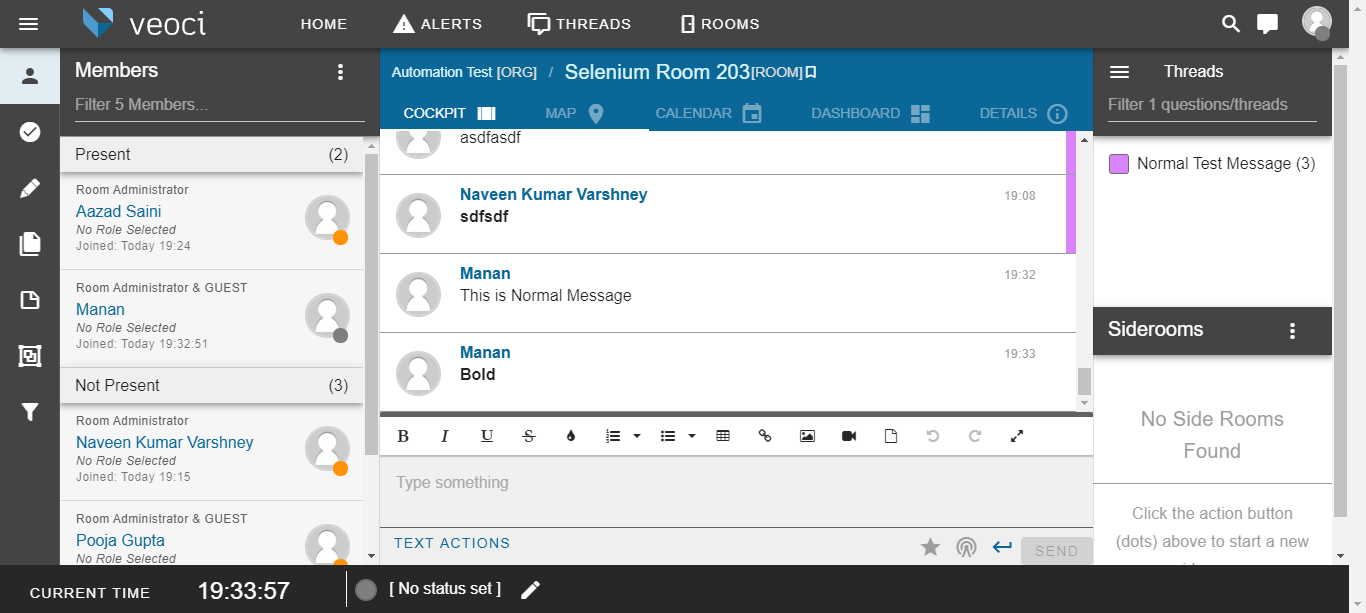 veoci
HOME
ALERTS
THREADS
ROOMS
Members
Filter 5 Members...
Present (2)
Room Administrator
Aazad Saini
No Role Selected
Joined: Today 19:24
Room Administrator & GUEST
Manan
No Role Selected
Joined: Today 19:32:51
Not Present (3)
Room Administrator
Naveen Kumar Varshney
No Role Selected
Joined: Today 19:15
Room Administrator & GUEST
Pooja Gupta
No Role Selected
Automation Test [ORG] / Selenium Room 203[ROOM]
COCKPIT
MAP
CALENDAR
DASHBOARD
DETAILS
asdfasdf
Naveen Kumar Varshney 19:08
sdfsdf
Manan 19:32
This is Normal Message
Manan 19:33
Bold
B I U S
Type something
TEXT ACTIONS
SEND
Threads
Filter 1 questions/threads
Normal Test Message (3)
Siderooms
No Side Rooms
Found
Click the action button
(dots) above to start a new
CURRENT TIME 19:33:57
[ No status set ]